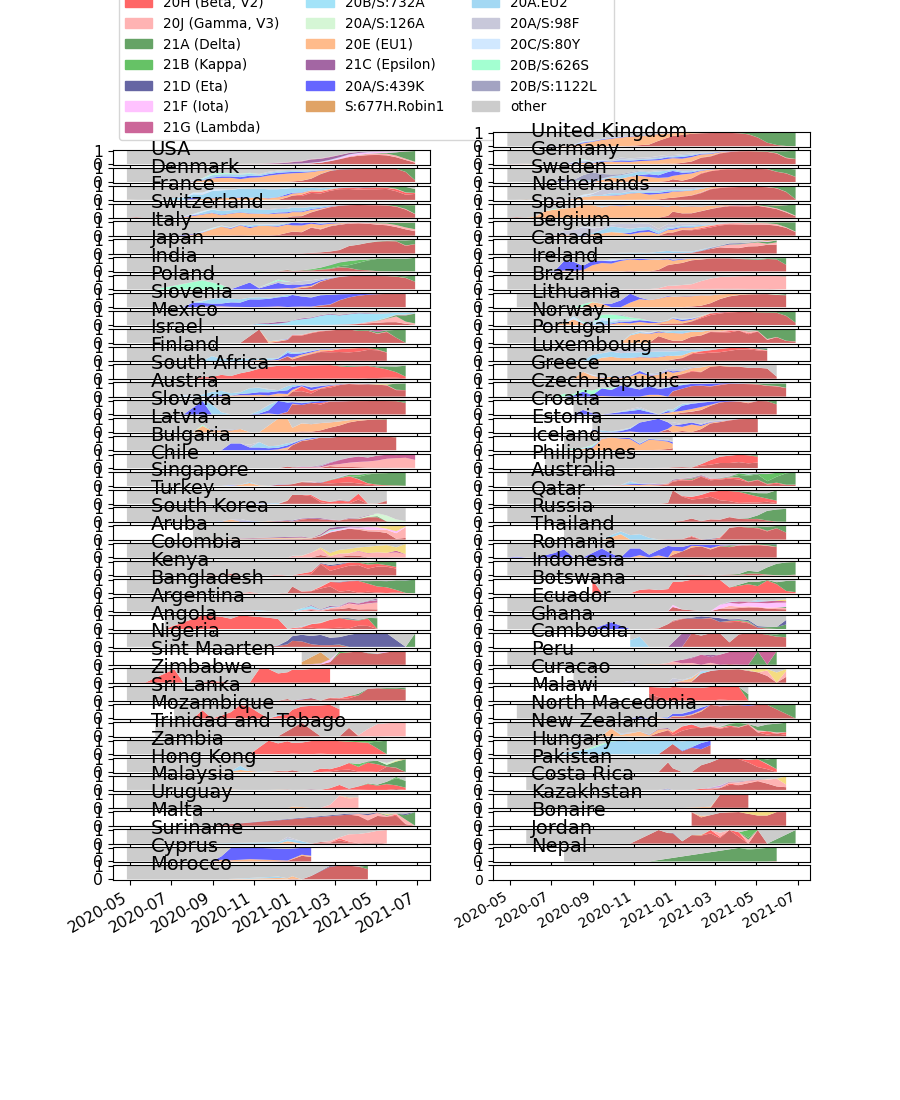 20H (Beta, V2)
20J (Gamma, V3)
21A (Delta)
21B (Kappa)
21D (Eta)
21F (Iota)
21G (Lambda)
20B/S:732A
20A/S:126A
20E (EU1)
21C (Epsilon)
20A/S:439K
S:677H.Robin1
20A.EU2
20A/S:98F
20C/S:80Y
20B/S:626S
20B/S:1122L
other
USA
Denmark
France
Switzerland
Italy
Japan
India
Poland
Slovenia
Mexico
Israel
Finland
South Africa
Austria
Slovakia
Latvia
Bulgaria
Chile
Singapore
Turkey
South Korea
Aruba
Colombia
Kenya
Bangladesh
Argentina
Angola
Nigeria
Sint Maarten
Zimbabwe
Sri Lanka
Mozambique
Trinidad and Tobago
Zambia
Hong Kong
Malaysia
Uruguay
Malta
Suriname
Cyprus
Morocco
1
0
2020-05
2020-07
2020-09
2020-11
2021-01
2021-03
2021-05
2021-07
United Kingdom
Germany
Sweden
Netherlands
Spain
Belgium
Canada
Ireland
Brazil
Lithuania
Norway
Portugal
Luxembourg
Greece
Czech Republic
Croatia
Estonia
Iceland
Philippines
Australia
Qatar
Russia
Thailand
Romania
Indonesia
Botswana
Ecuador
Ghana
Cambodia
Peru
Curacao
Malawi
North Macedonia
New Zealand
Hungary
Pakistan
Costa Rica
Kazakhstan
Bonaire
Jordan
Nepal
1
0
2020-05
2020-07
2020-09
2020-11
2021-01
2021-03
2021-05
2021-07